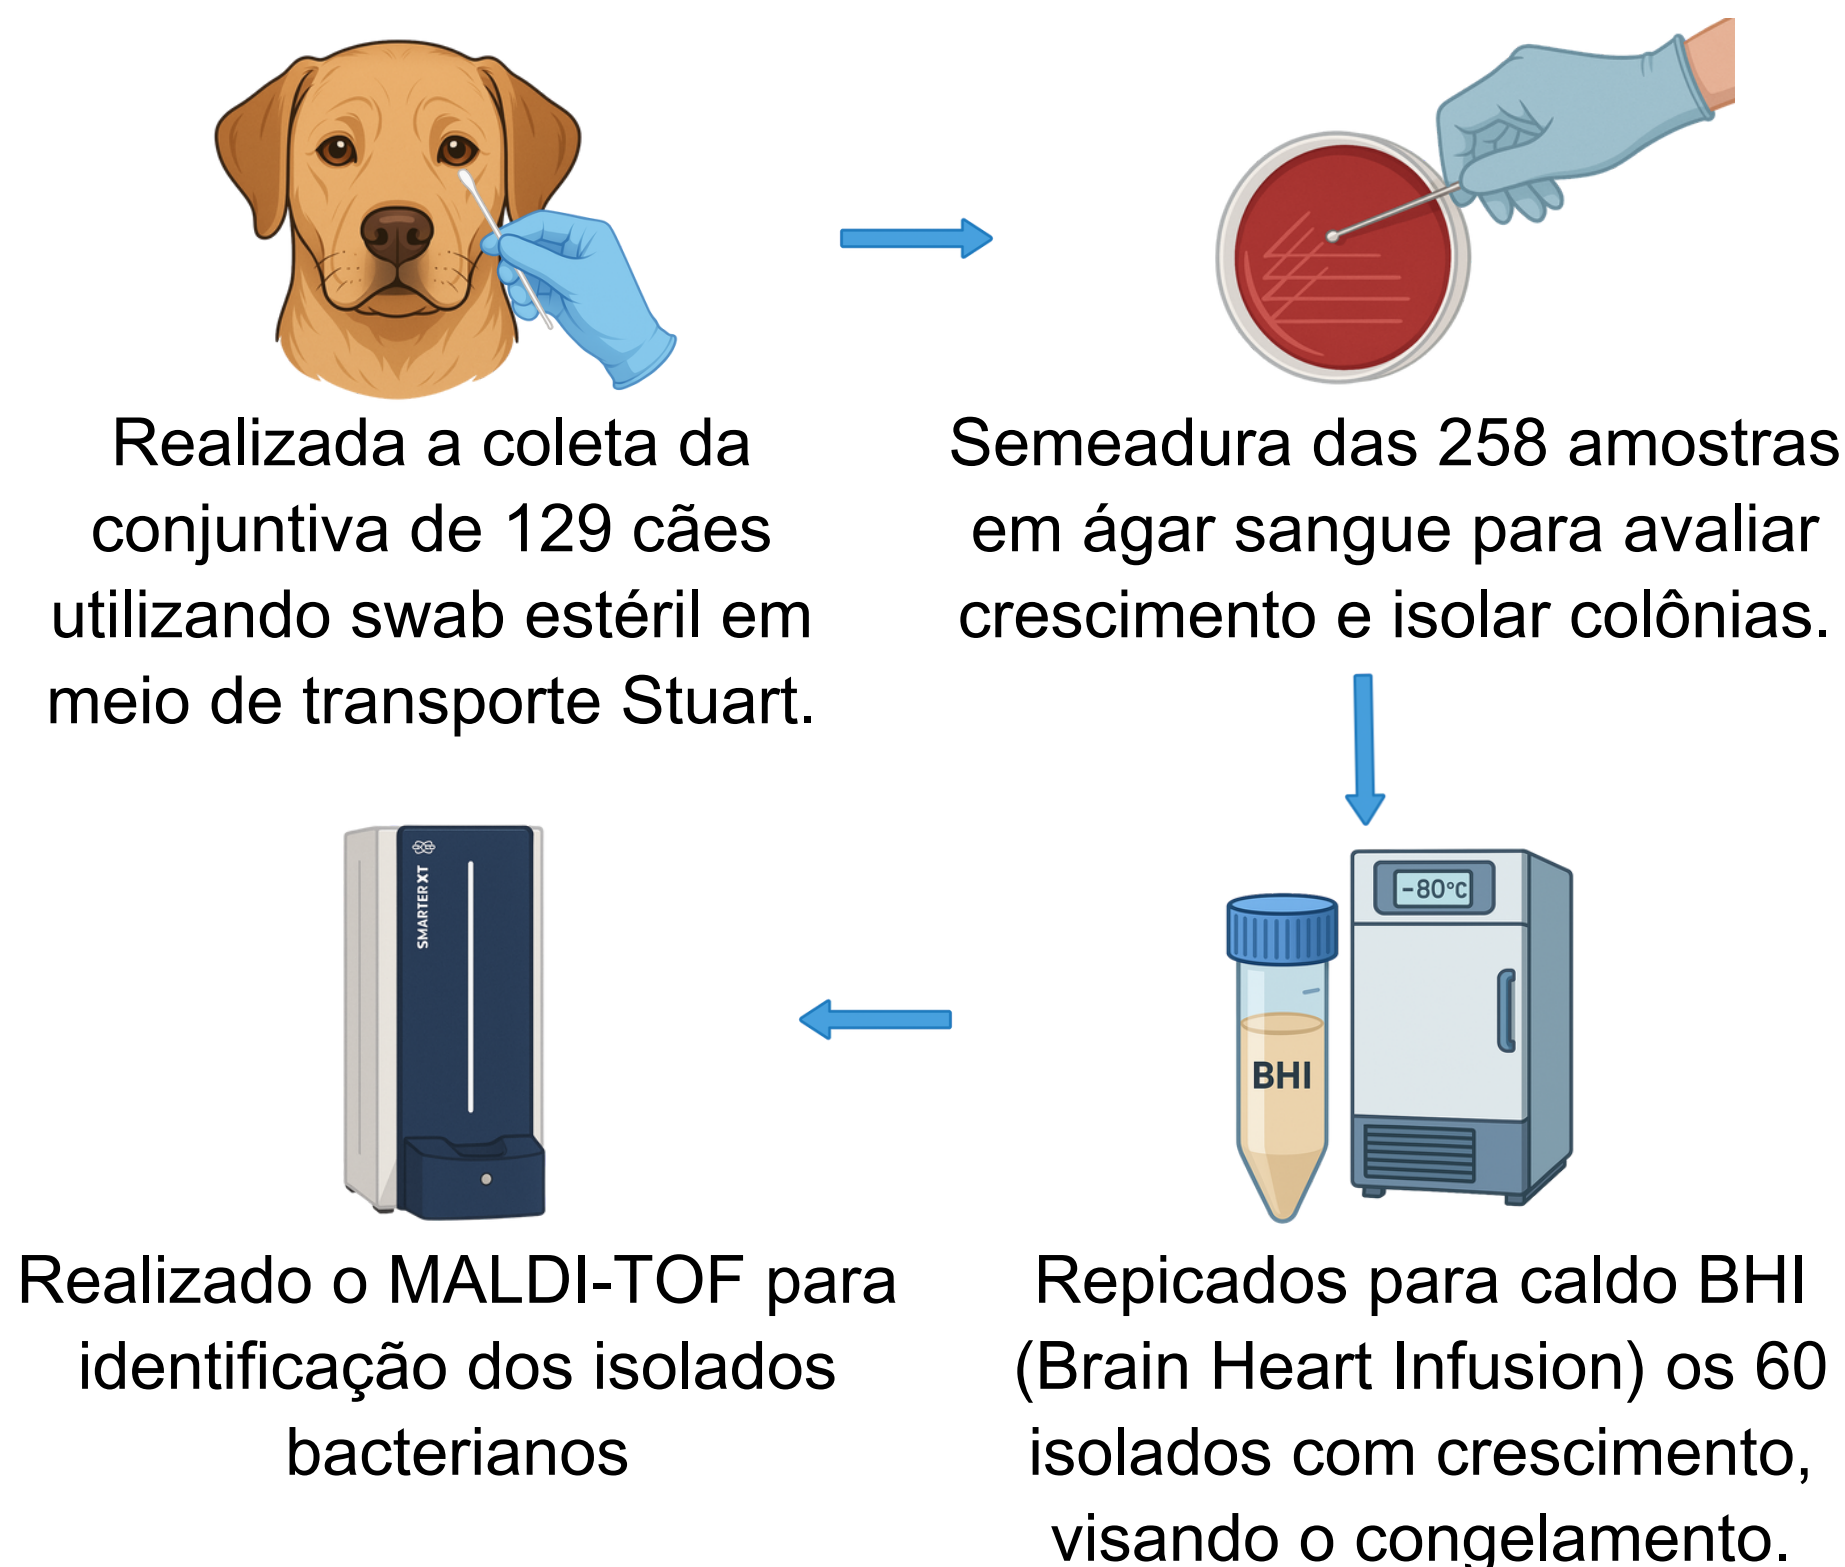 Realizada a coleta da
conjuntiva de 129 cães
utilizando swab estéril em
meio de transporte Stuart.
Semeadura das 258 amostras
em ágar sangue para avaliar
crescimento e isolar colônias.
-80°C
BHI
Repicados para caldo BHI
(Brain Heart Infusion) os 60
isolados com crescimento,
visando o congelamento.
SMARTER XT
Realizado o MALDI-TOF para
identificação dos isolados
bacterianos